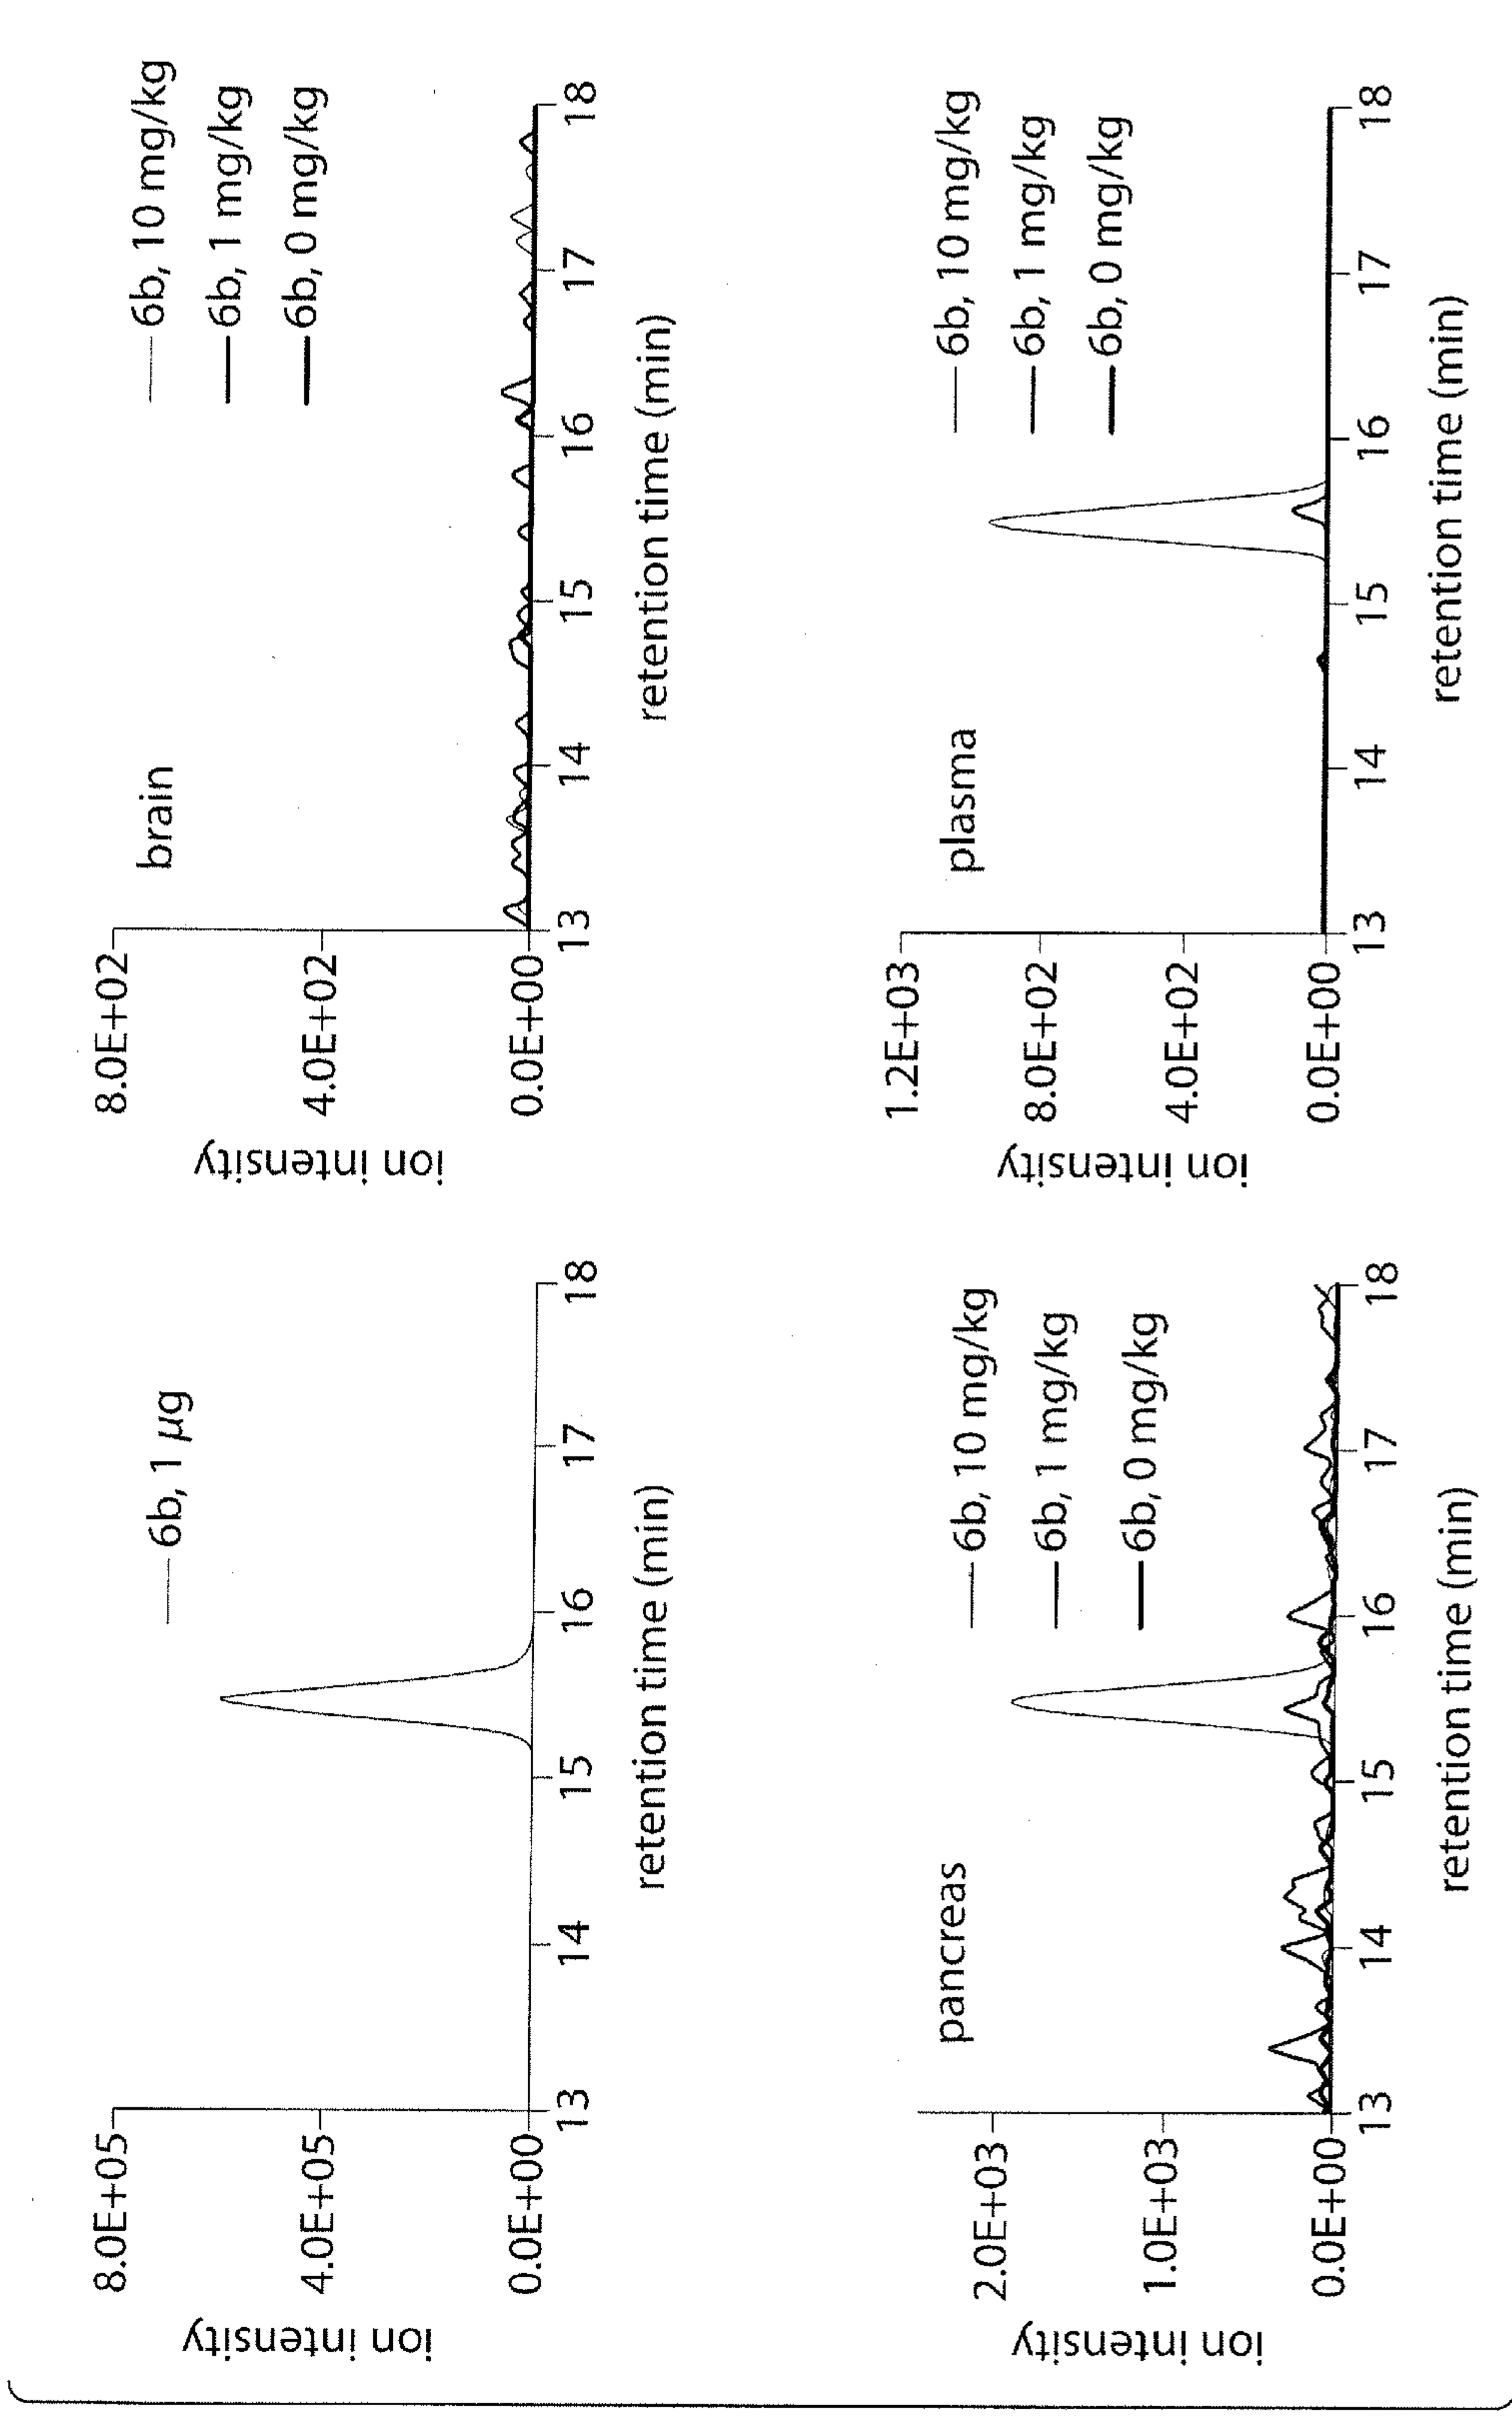 6b, 1 µg
8.0E+05
4.0E+05
0.0E+00
ion intensity
13 14 15 16 17 18
retention time (min)
brain
6b, 10 mg/kg
6b, 1 mg/kg
6b, 0 mg/kg
8.0E+02
4.0E+02
0.0E+00
ion intensity
13 14 15 16 17 18
retention time (min)
pancreas
6b, 10 mg/kg
6b, 1 mg/kg
6b, 0 mg/kg
2.0E+03
1.0E+03
0.0E+00
ion intensity
13 14 15 16 17 18
retention time (min)
plasma
6b, 10 mg/kg
6b, 1 mg/kg
6b, 0 mg/kg
1.2E+03
8.0E+02
4.0E+02
0.0E+00
ion intensity
13 14 15 16 17 18
retention time (min)